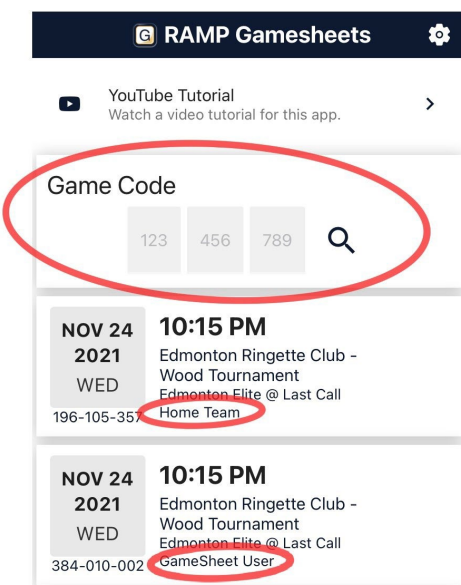 G RAMP Gamesheets
YouTube Tutorial
Watch a video tutorial for this app.
Game Code
123 456 789
NOV 24
2021
WED
196-105-357
10:15 PM
Edmonton Ringette Club -
Wood Tournament
Edmonton Elite @ Last Call
Home Team
NOV 24
2021
WED
384-010-002
10:15 PM
Edmonton Ringette Club -
Wood Tournament
Edmonton Elite @ Last Call
GameSheet User